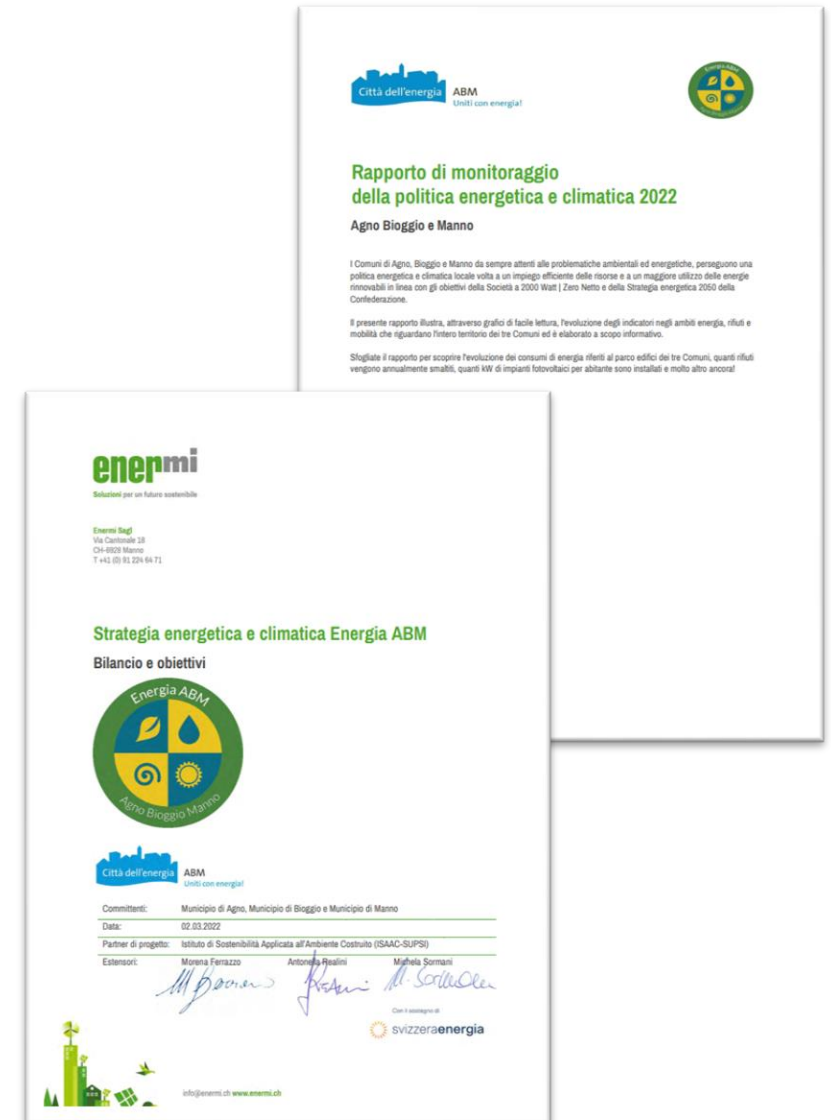 Città dell'energia
ABM
Uniti con energia!
Energia ABM
Rapporto di monitoraggio
della politica energetica e climatica 2022
Agno Bioggio e Manno
I Comuni di Agno, Bioggio e Manno da sempre attenti alle problematiche ambientali ed energetiche, perseguono una
politica energetica e climatica locale volta a un impiego efficiente delle risorse e a un maggiore utilizzo delle energie
rinnovabili in linea con gli obiettivi della Società a 2000 Watt | Zero Netto e della Strategia energetica 2050 della
Confederazione.
Il presente rapporto illustra, attraverso grafici di facile lettura, l'evoluzione degli indicatori negli ambiti energia, rifiuti e
mobilità che riguardano l'intero territorio dei tre Comuni ed è elaborato a scopo informativo.
Sfogliate il rapporto per scoprire l'evoluzione dei consumi di energia riferiti al parco edifici dei tre Comuni, quanti rifiuti
vengono annualmente smaltiti, quanti kW di impianti fotovoltaici per abitante sono installati e molto altro ancora!
enermi
Soluzioni per un futuro sostenibile
Enermi Sagl
Via Cantonale 18
CH-6928 Manno
T +41 (0) 91 224 64 71
Strategia energetica e climatica Energia ABM
Bilancio e obiettivi
Energia ABM
Agno Bioggio Manno
Città dell'energia
ABM
Uniti con energia!
Committenti: Municipio di Agno, Municipio di Bioggio e Municipio di Manno
Data: 02.03.2022
Partner di progetto: Istituto di Sostenibilità Applicata all'Ambiente Costruito (ISAAC-SUPSI)
Estensori: Morena Ferrazzo Antonella Realini Michela Sormani
M. Sormani
Con il sostegno di
svizzeraenergia
info@enermi.ch www.enermi.ch